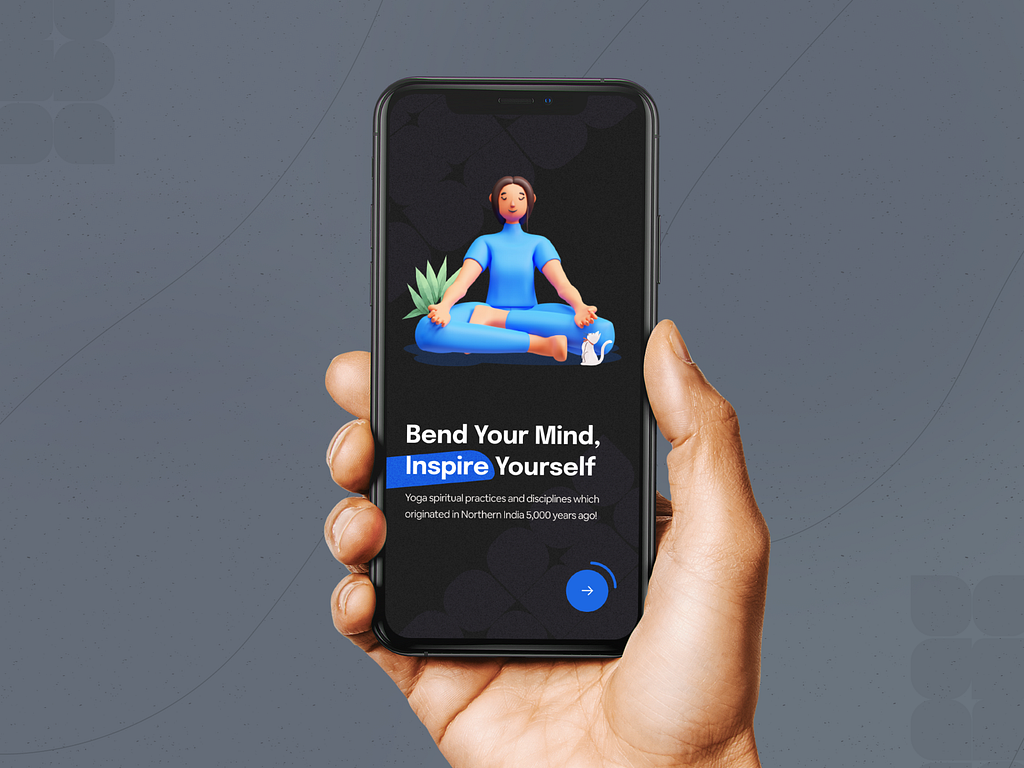 Bend Your Mind,
Inspire Yourself
Yoga spiritual practices and disciplines which
originated in Northern India 5,000 years ago!